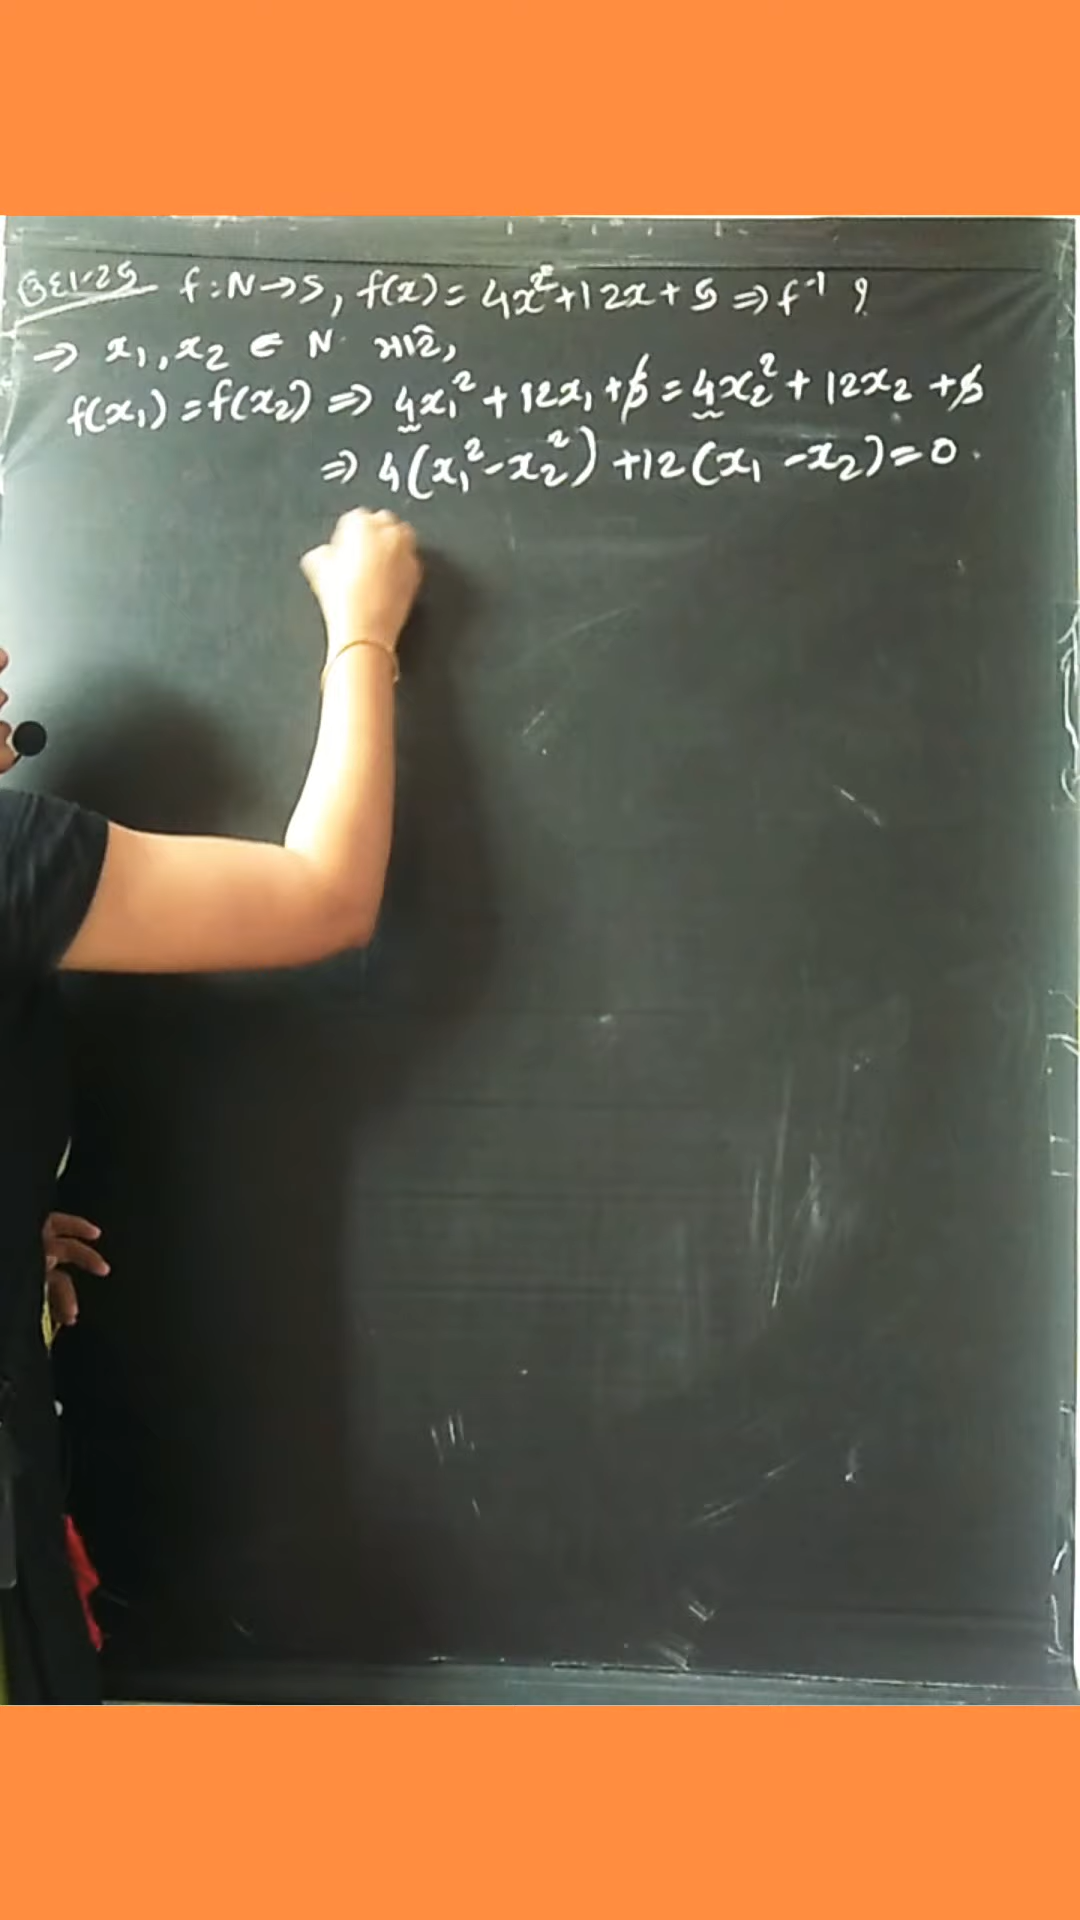 ઉદા-25 f:N→S, f(x)=4x²+12x+5 ⇒ f⁻¹ ?
→ x₁,x₂ ∈ N માટે,
f(x₁)=f(x₂) ⇒ 4x₁²+12x₁+5=4x₂²+12x₂+5
⇒ 4(x₁²-x₂²)+12(x₁-x₂)=0.